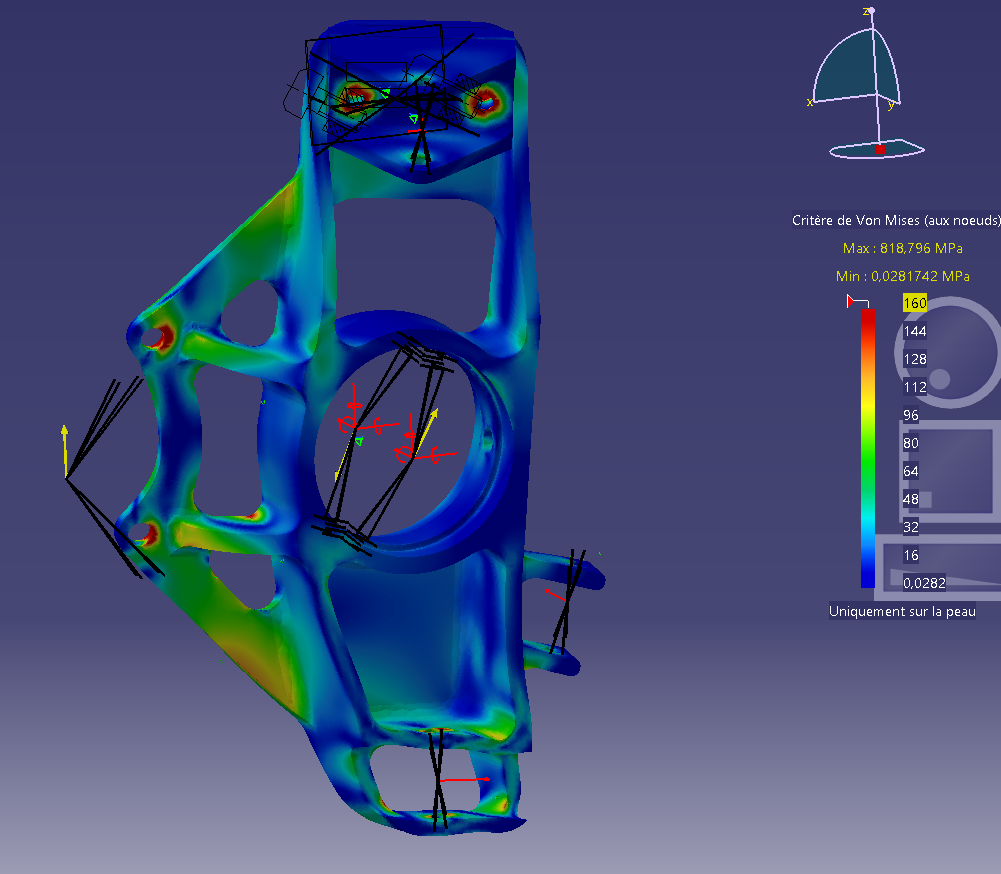 z
x
y
Critère de Von Mises (aux noeuds)
Max : 818,796 MPa
Min : 0,0281742 MPa
160
144
128
112
96
80
64
48
32
16
0,0282
Uniquement sur la peau